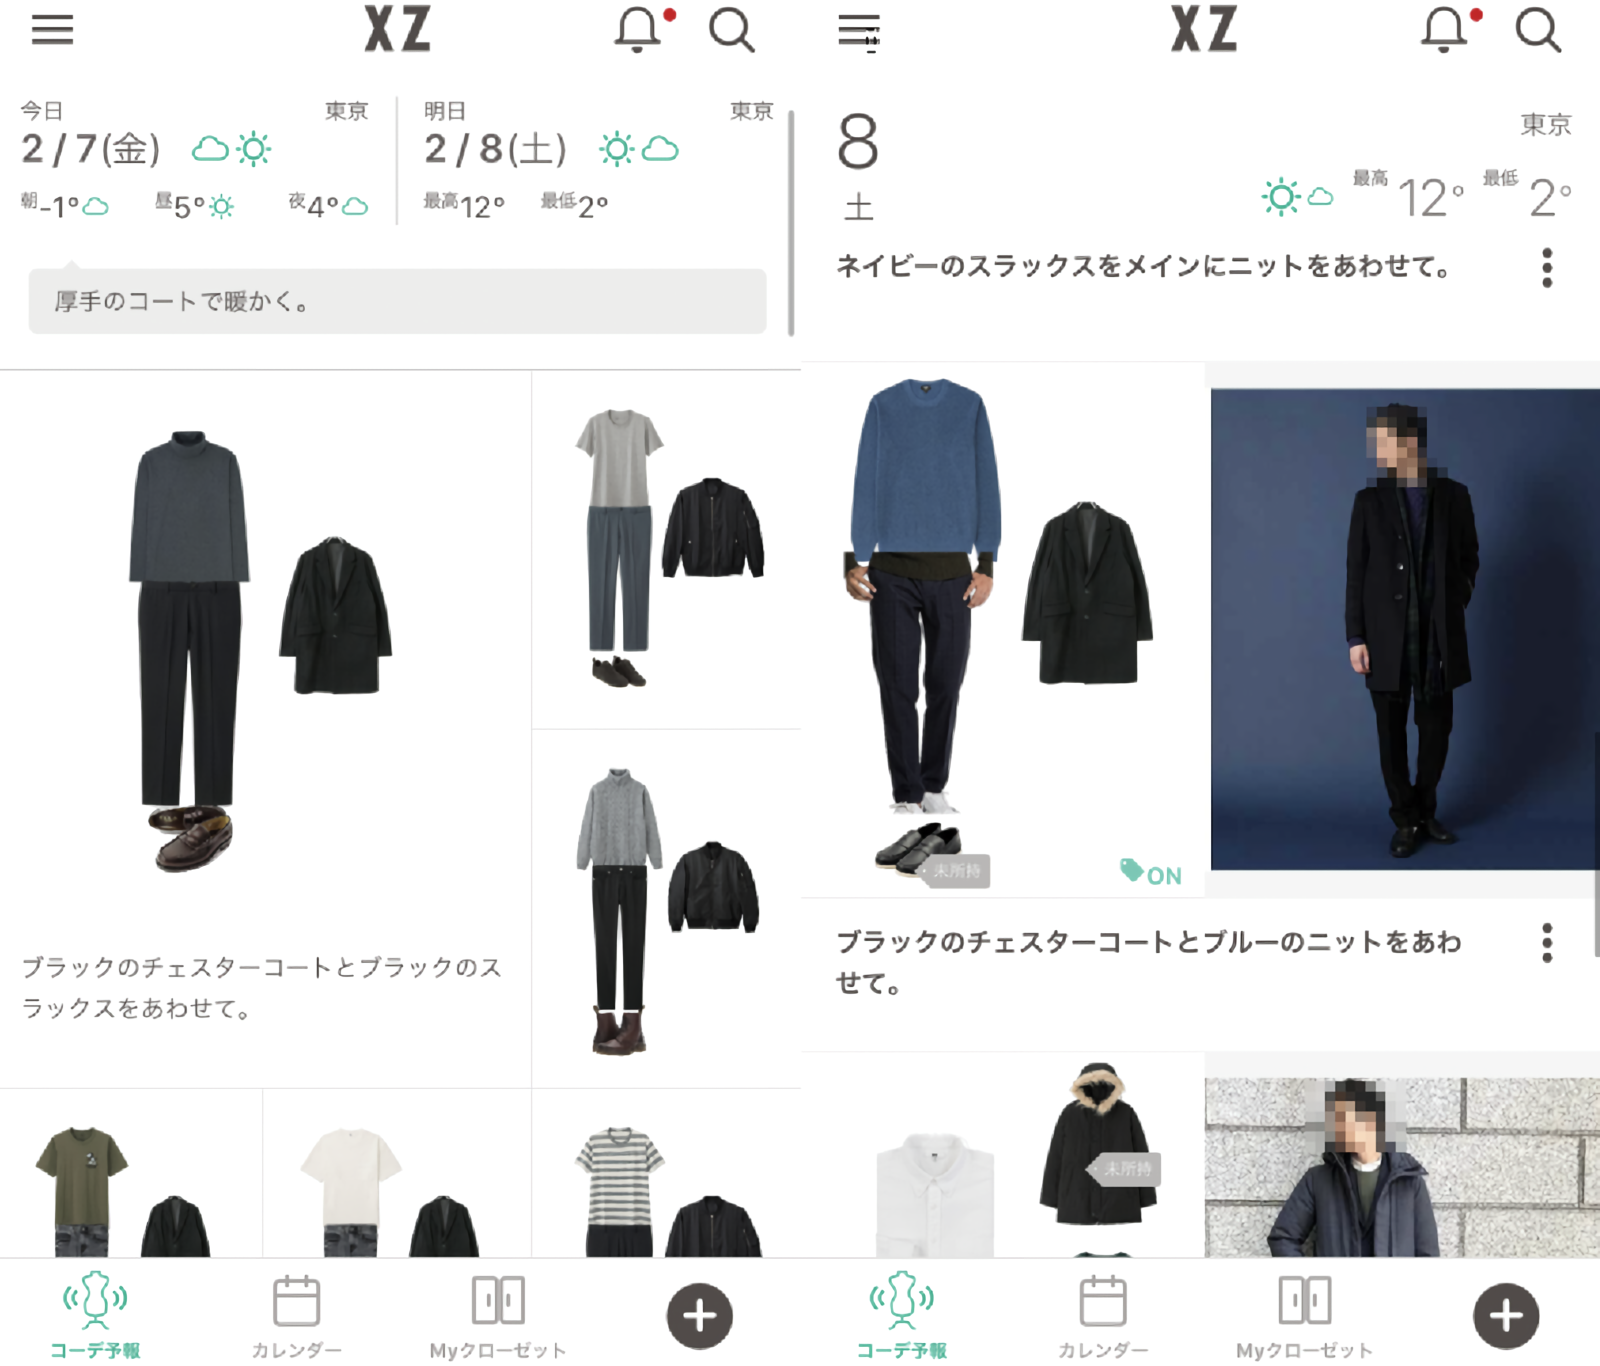 XZ
今日
東京
2 / 7(金)
朝-1°
昼5°
夜4°
明日
東京
2 / 8(土)
最高12°
最低2°
厚手のコートで暖かく。
ブラックのチェスターコートとブラックのス
ラックスをあわせて。
コーデ予報
カレンダー
Myクローゼット
XZ
8
土
東京
最高 12°
最低 2°
ネイビーのスラックスをメインにニットをあわせて。
未所持
ON
ブラックのチェスターコートとブルーのニットをあわ
せて。
未所持
コーデ予報
カレンダー
Myクローゼット